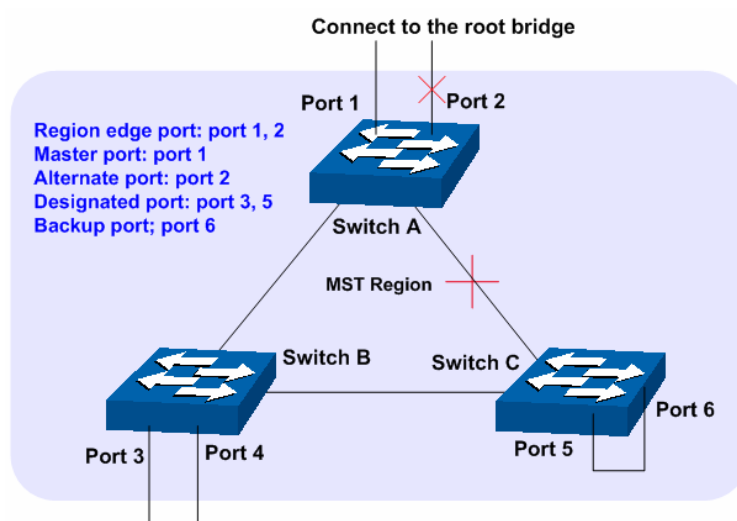 Connect to the root bridge
Port 1
Port 2
Region edge port: port 1, 2
Master port: port 1
Alternate port: port 2
Designated port: port 3, 5
Backup port; port 6
Switch A
MST Region
Switch B
Switch C
Port 3
Port 4
Port 5
Port 6